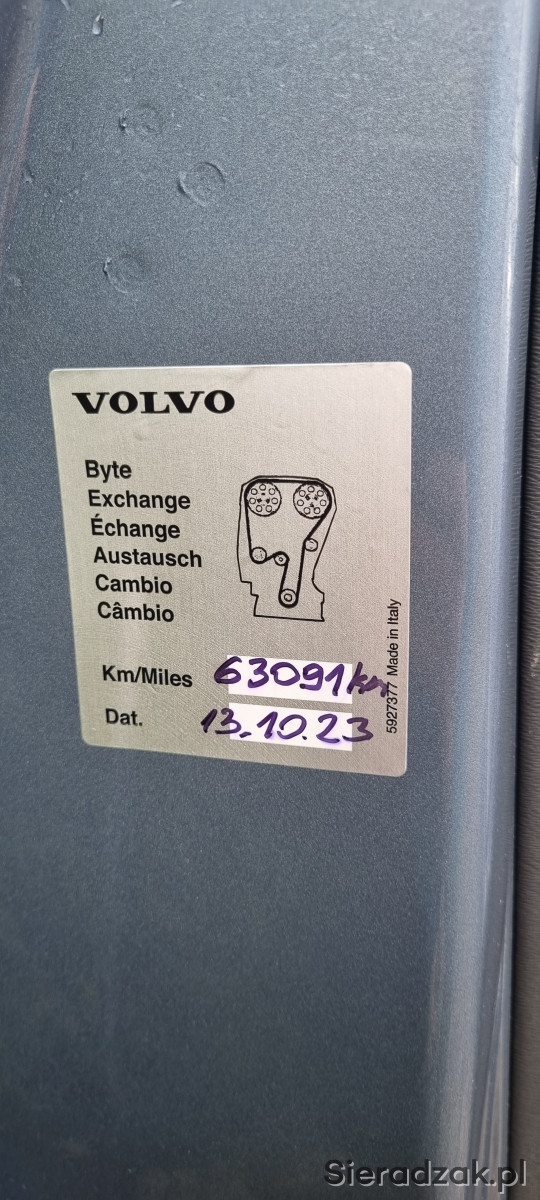 VOLVO
Byte
Exchange
Échange
Austausch
Cambio
Câmbio
Km/Miles 63091km
Dat. 13.10.23
5927377 Made in Italy
Sieradzak.pl